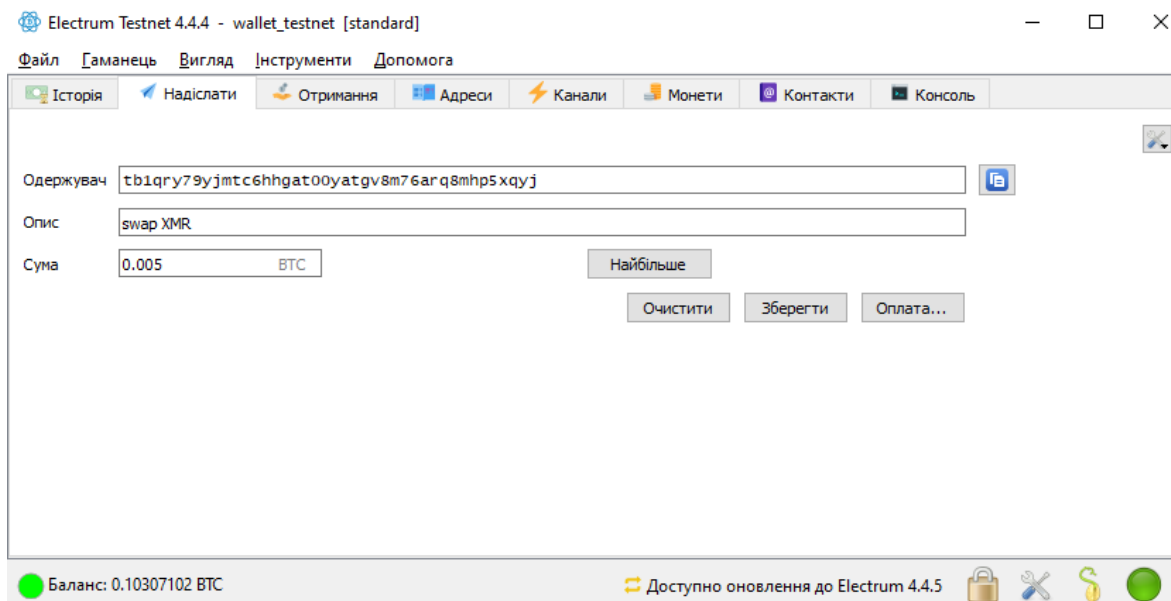 Electrum Testnet 4.4.4 - wallet_testnet [standard]
Файл Гаманець Вигляд Інструменти Допомога
Історія Надіслати Отримання Адреси Канали Монети Контакти Консоль
Одержувач tb1qry79yjmtc6hhgat00yatgv8m76arq8mhp5xqyj
Опис swap XMR
Сума 0.005 BTC Найбільше
Очистити Зберегти Оплата...
Баланс: 0.10307102 BTC Доступно оновлення до Electrum 4.4.5